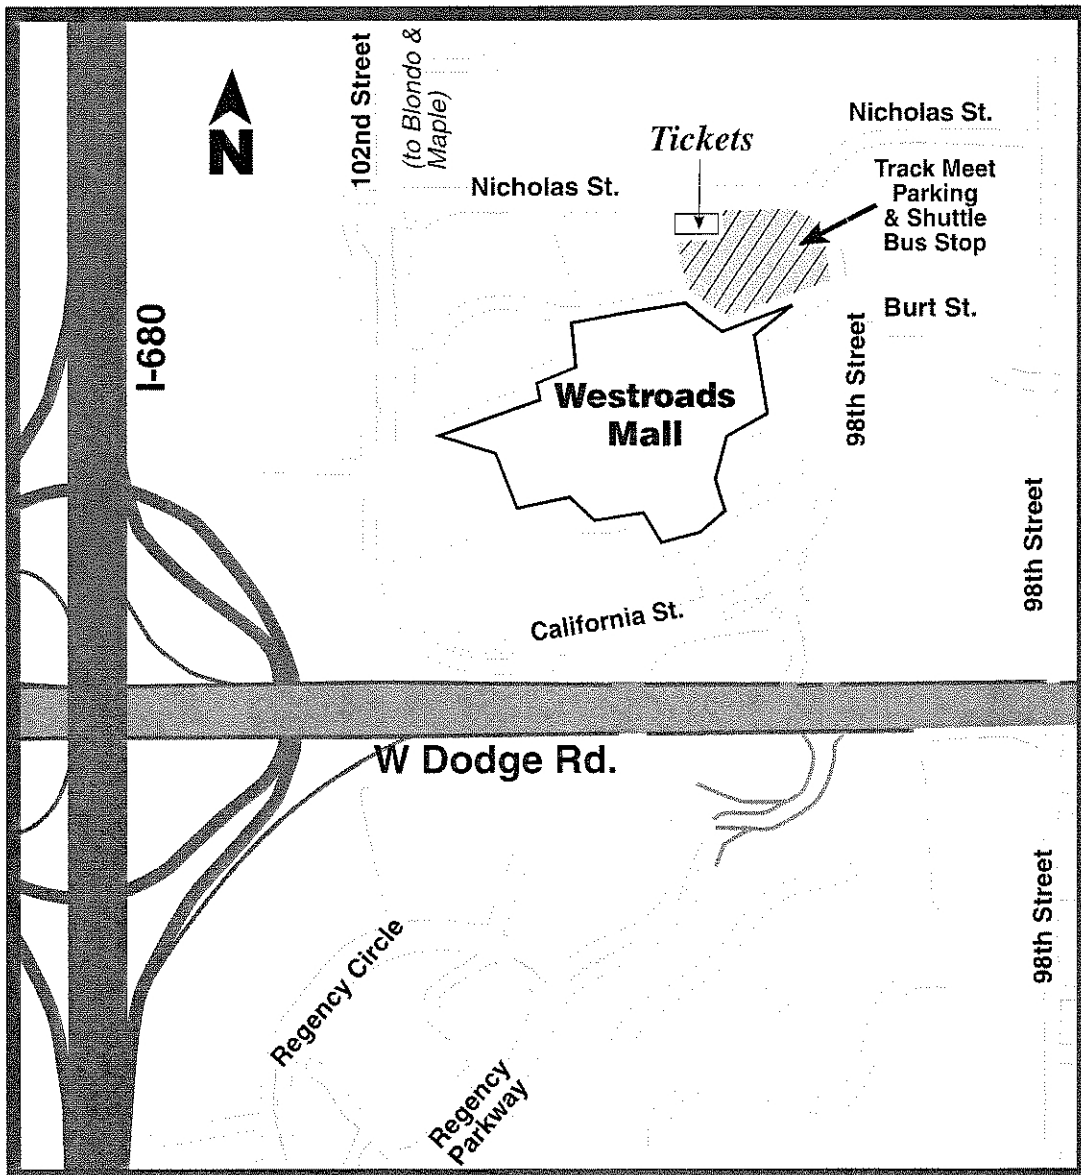 102nd Street
(to Blondo &
Maple)
N
Nicholas St.
Tickets
Nicholas St.
Track Meet
Parking
& Shuttle
Bus Stop
I-680
Burt St.
98th Street
Westroads
Mall
98th Street
California St.
W Dodge Rd.
98th Street
Regency Circle
Regency
Parkway